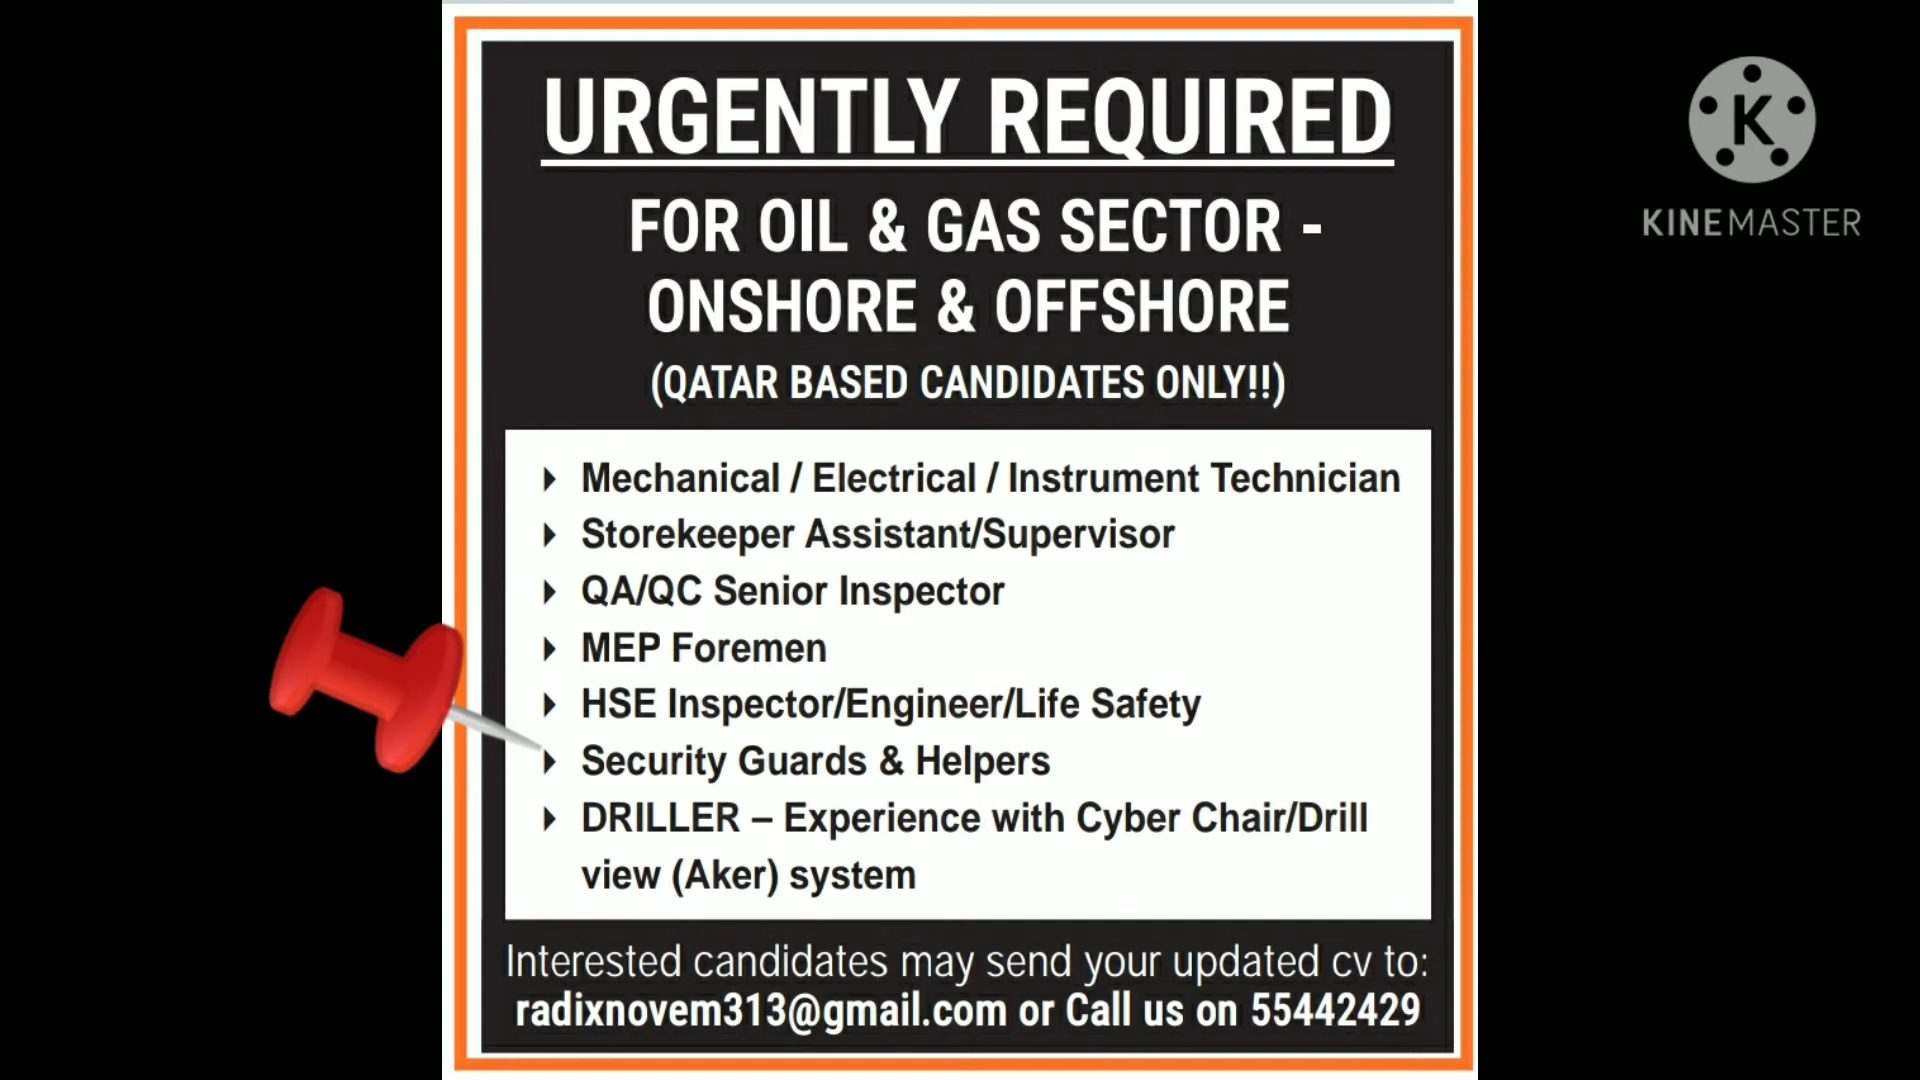 URGENTLY REQUIRED
FOR OIL & GAS SECTOR -
ONSHORE & OFFSHORE
(QATAR BASED CANDIDATES ONLY!!)
Mechanical / Electrical / Instrument Technician
Storekeeper Assistant/Supervisor
QA/QC Senior Inspector
MEP Foremen
HSE Inspector/Engineer/Life Safety
Security Guards & Helpers
DRILLER – Experience with Cyber Chair/Drill
view (Aker) system
Interested candidates may send your updated cv to:
radixnovem313@gmail.com or Call us on 55442429
K
KINEMASTER